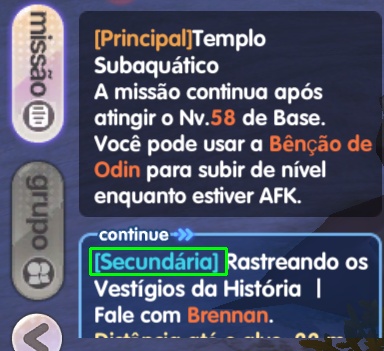 missão
grupo
[Principal]Templo
Subaquático
A missão continua após
atingir o Nv.58 de Base.
Você pode usar a Bênção de
Odin para subir de nível
enquanto estiver AFK.
continue
[Secundária] Rastreando os
Vestígios da História |
Fale com Brennan.